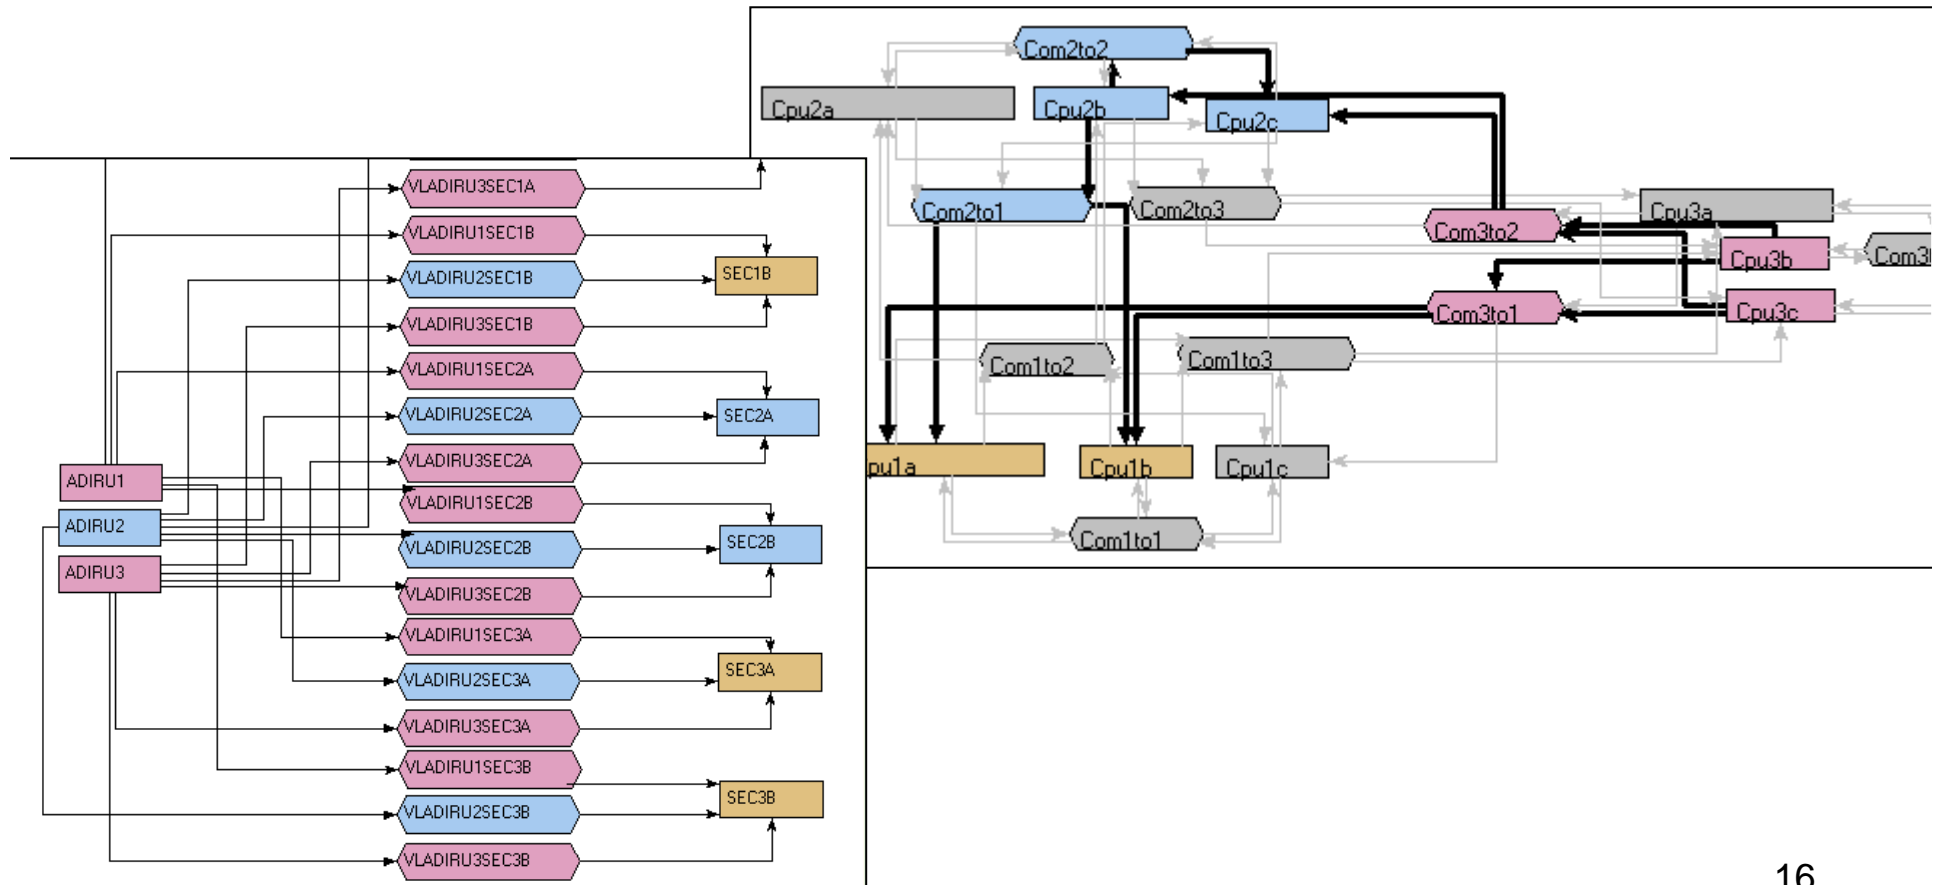 Com2to2
Cpu2a
Cpu2b
Cpu2c
Com2to1
Com2to3
Cpu3a
Com3to2
Cpu3b
Com3t
Com3to1
Cpu3c
Com1to2
Com1to3
pu1a
Cpu1b
Cpu1c
Com1to1
VLADIRU3SEC1A
VLADIRU1SEC1B
VLADIRU2SEC1B
SEC1B
VLADIRU3SEC1B
VLADIRU1SEC2A
VLADIRU2SEC2A
SEC2A
VLADIRU3SEC2A
ADIRU1
VLADIRU1SEC2B
ADIRU2
VLADIRU2SEC2B
SEC2B
ADIRU3
VLADIRU3SEC2B
VLADIRU1SEC3A
VLADIRU2SEC3A
SEC3A
VLADIRU3SEC3A
VLADIRU1SEC3B
VLADIRU2SEC3B
SEC3B
VLADIRU3SEC3B
16